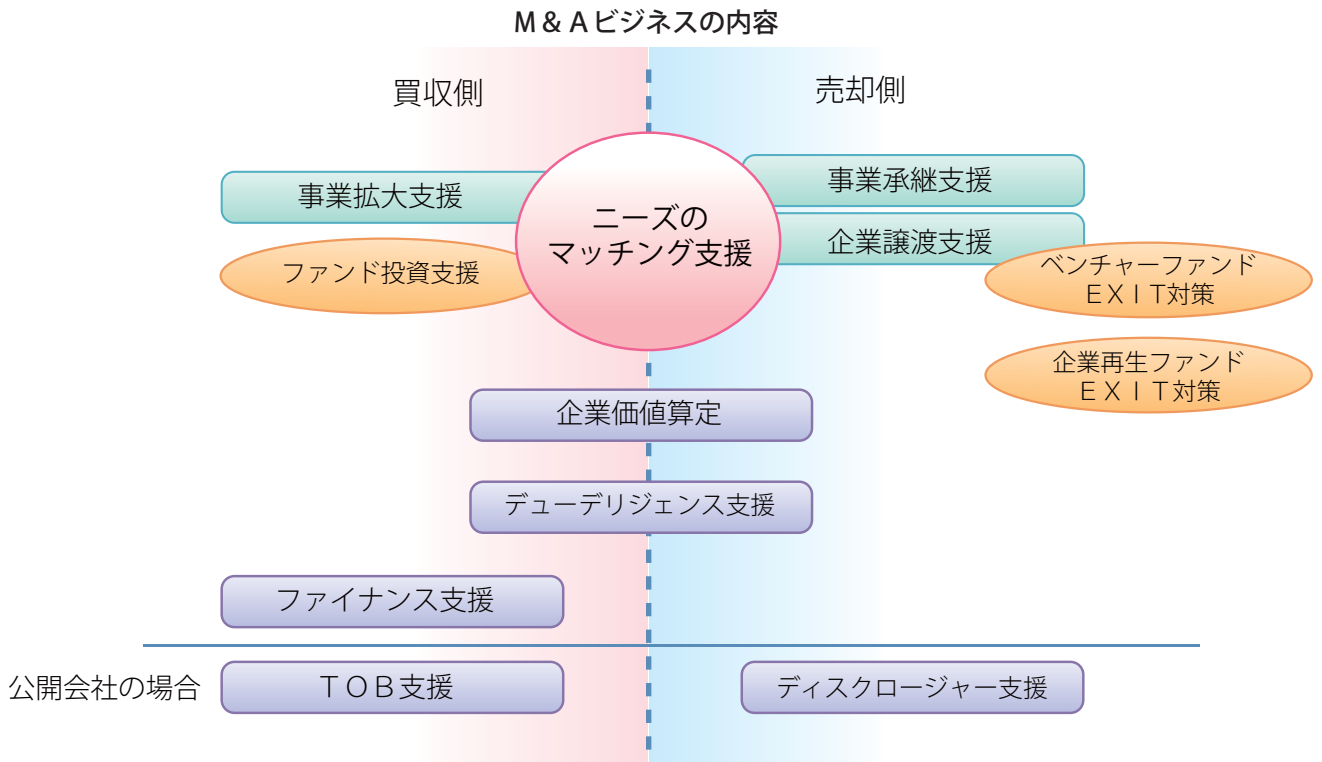 M&Aビジネスの内容
買収側
売却側
事業拡大支援
ファンド投資支援
ニーズの
マッチング支援
事業承継支援
企業譲渡支援
ベンチャーファンド
ＥＸＩＴ対策
企業再生ファンド
ＥＸＩＴ対策
企業価値算定
デューデリジェンス支援
ファイナンス支援
公開会社の場合
ＴＯＢ支援
ディスクロージャー支援